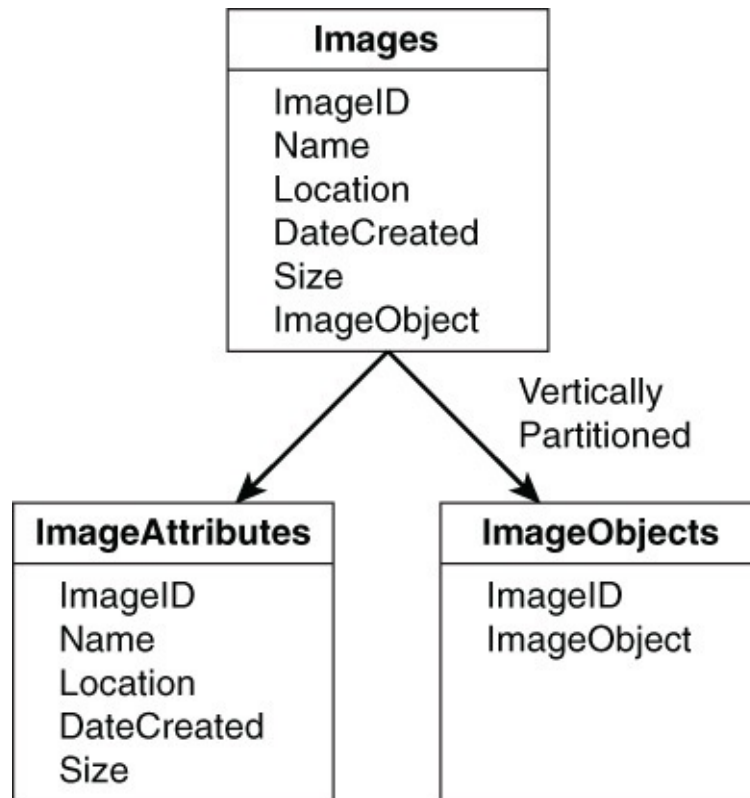 Images
ImageID
Name
Location
DateCreated
Size
ImageObject
Vertically
Partitioned
ImageAttributes
ImageID
Name
Location
DateCreated
Size
ImageObjects
ImageID
ImageObject